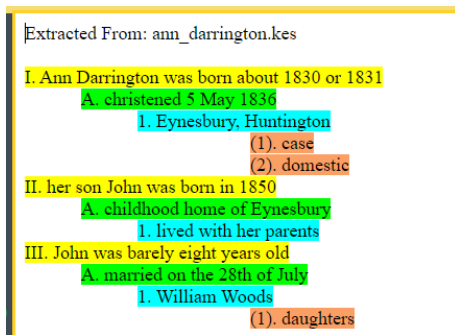 Extracted From: ann_darrington.kes
I. Ann Darrington was born about 1830 or 1831
A. christened 5 May 1836
1. Eynesbury, Huntington
(1). case
(2). domestic
II. her son John was born in 1850
A. childhood home of Eynesbury
1. lived with her parents
III. John was barely eight years old
A. married on the 28th of July
1. William Woods
(1). daughters